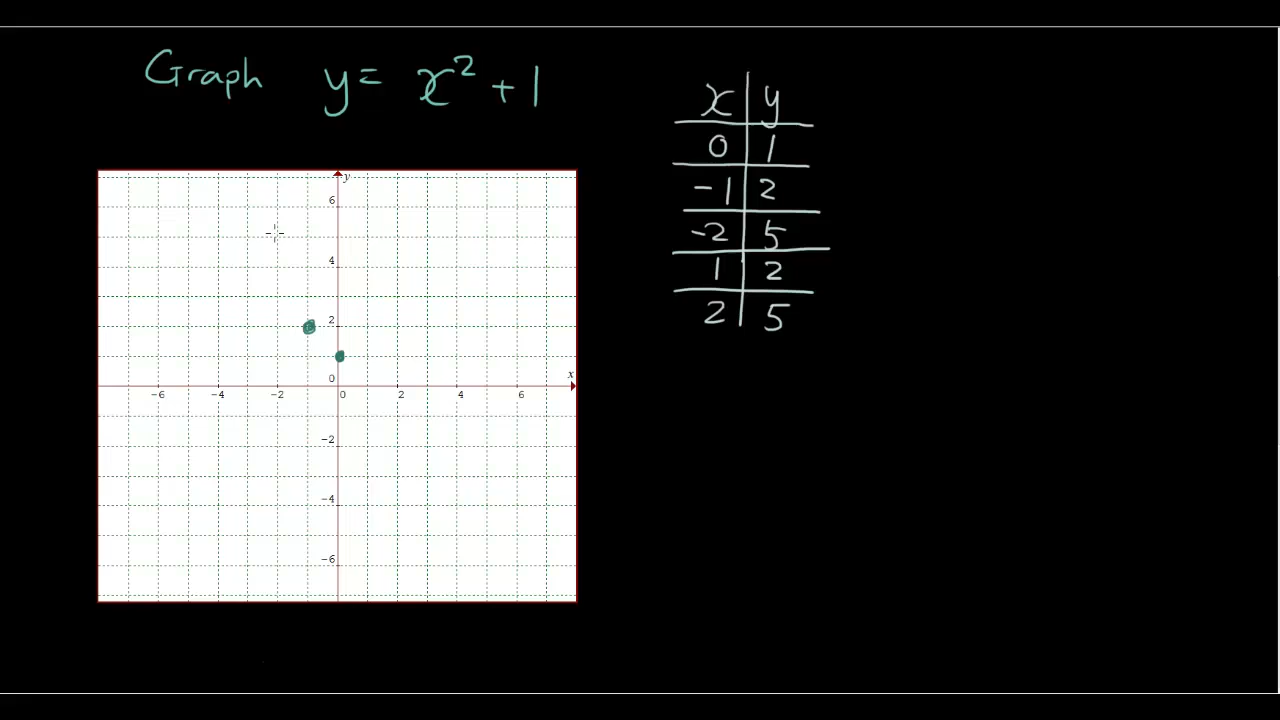 Graph y = x² + 1
x y
0 1
-1 2
-2 5
1 2
2 5
y
6
4
2
0
x
-6 -4 -2 0 2 4 6
-2
-4
-6